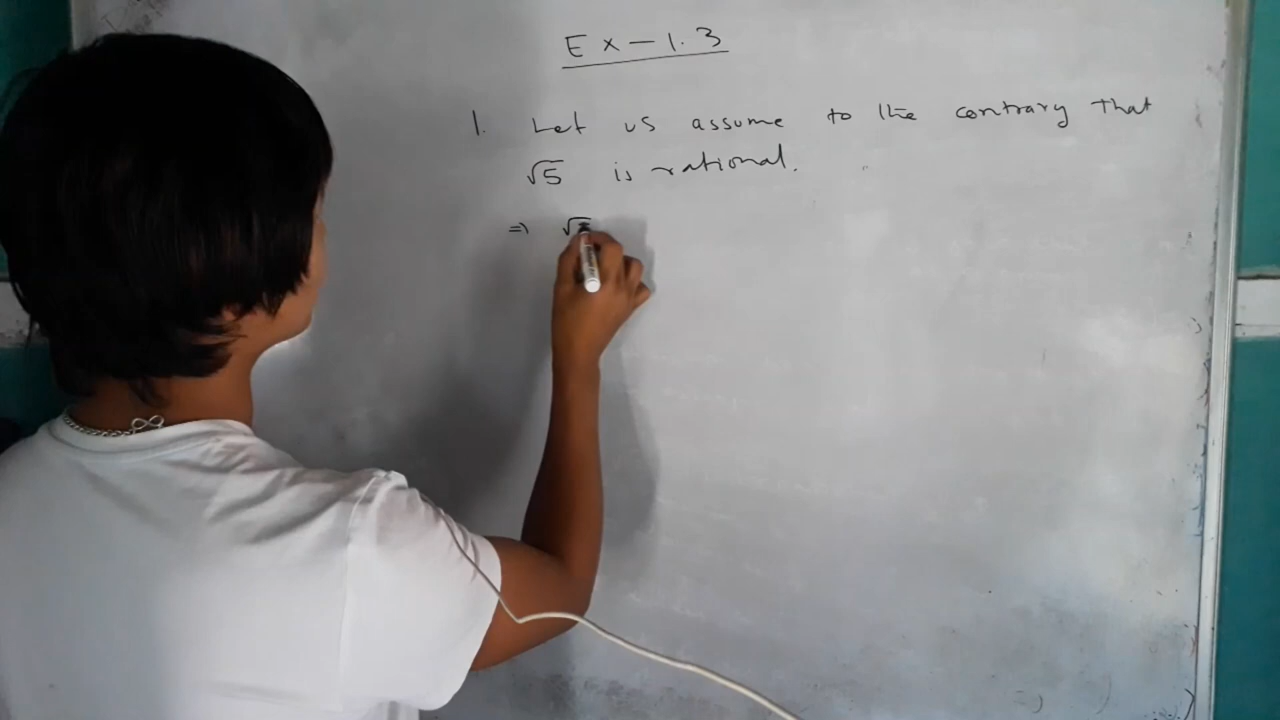 Ex - 1.3
1. Let us assume to the contrary that
√5 is rational.
⇒ √